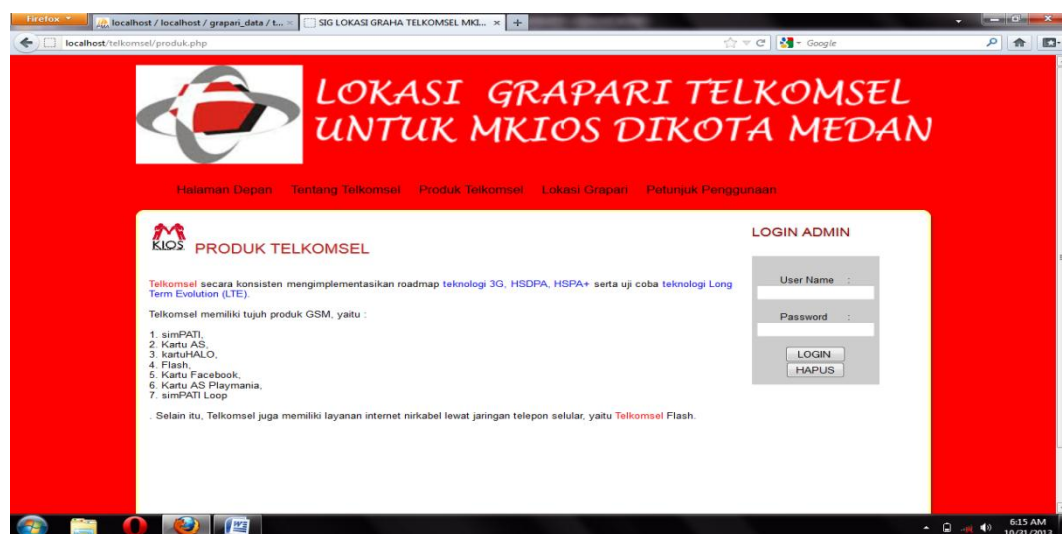 Firefox
localhost / localhost / grapari_data / t...
SIG LOKASI GRAHA TELKOMSEL MKI...
localhost/telkomsel/produk.php
Google
LOKASI GRAPARI TELKOMSEL
UNTUK MKIOS DIKOTA MEDAN
Halaman Depan Tentang Telkomsel Produk Telkomsel Lokasi Grapari Petunjuk Penggunaan
KIOS
PRODUK TELKOMSEL
Telkomsel secara konsisten mengimplementasikan roadmap teknologi 3G, HSDPA, HSPA+ serta uji coba teknologi Long
Term Evolution (LTE).
Telkomsel memiliki tujuh produk GSM, yaitu :
1. simPATI,
2. Kartu AS,
3. kartuHALO,
4. Flash,
5. Kartu Facebook,
6. Kartu AS Playmania,
7. simPATI Loop
. Selain itu, Telkomsel juga memiliki layanan internet nirkabel lewat jaringan telepon selular, yaitu Telkomsel Flash.
LOGIN ADMIN
User Name :
Password :
LOGIN
HAPUS
6:15 AM
10/31/2013